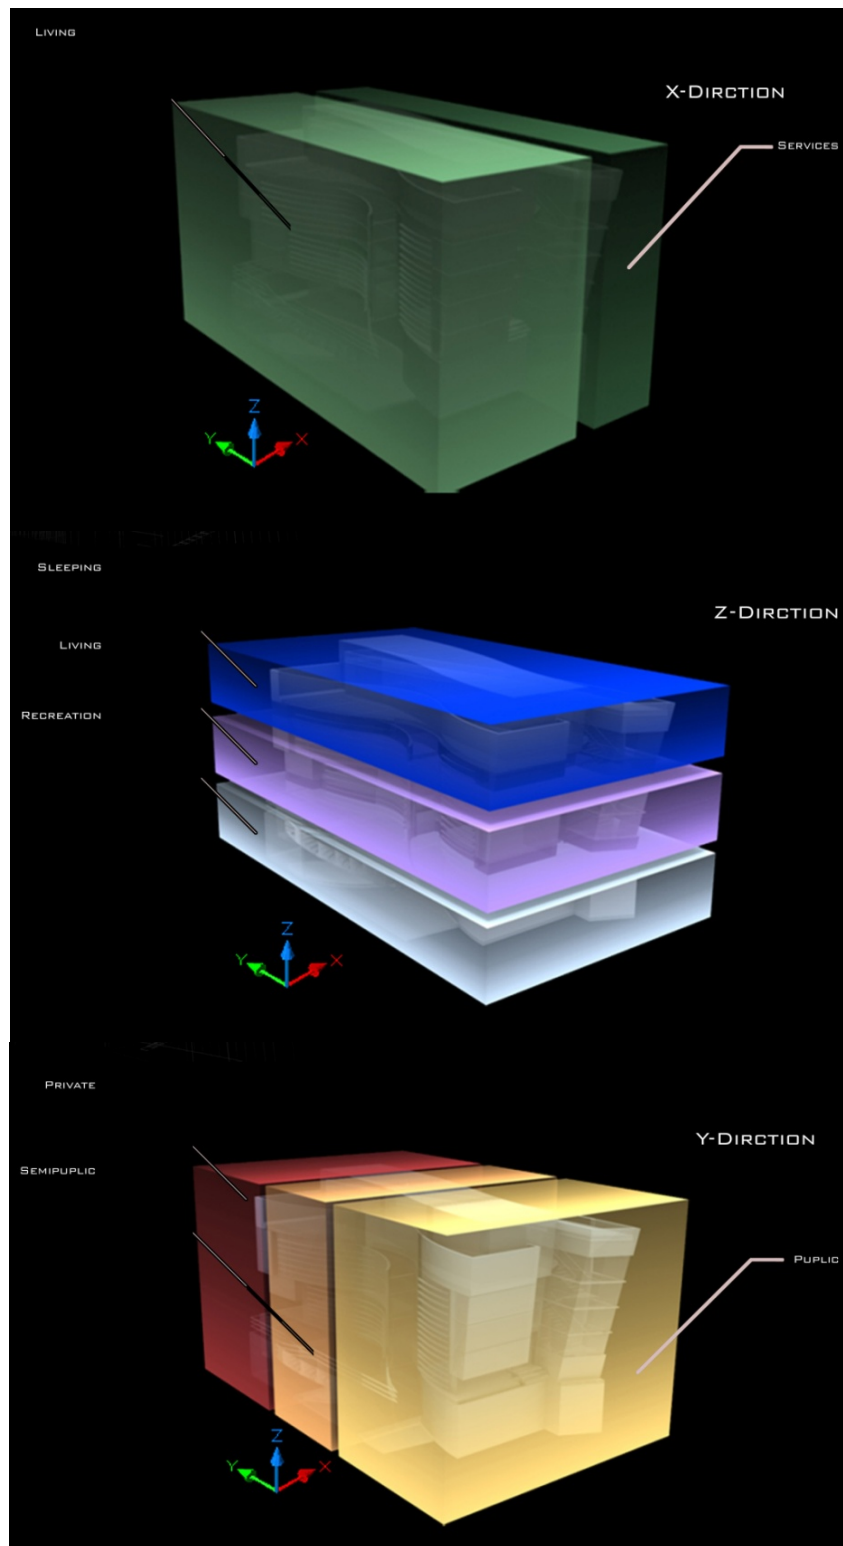 Living
X-Dirction
Services
Z
Y
X
Sleeping
Z-Dirction
Living
Recreation
Z
Y
X
Private
Y-Dirction
Semipuplic
Puplic
Z
Y
X